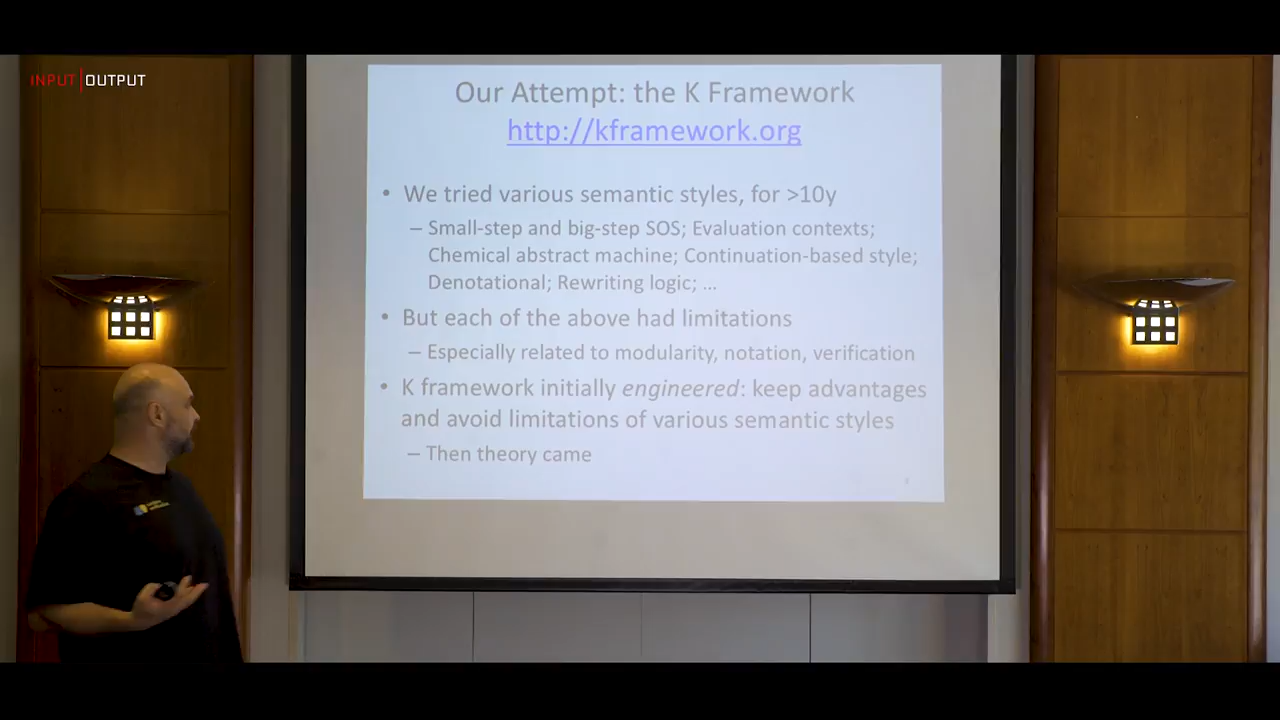 INPUT|OUTPUT
Our Attempt: the K Framework
http://kframework.org
• We tried various semantic styles, for >10y
– Small-step and big-step SOS; Evaluation contexts;
Chemical abstract machine; Continuation-based style;
Denotational; Rewriting logic; ...
• But each of the above had limitations
– Especially related to modularity, notation, verification
• K framework initially engineered: keep advantages
and avoid limitations of various semantic styles
– Then theory came